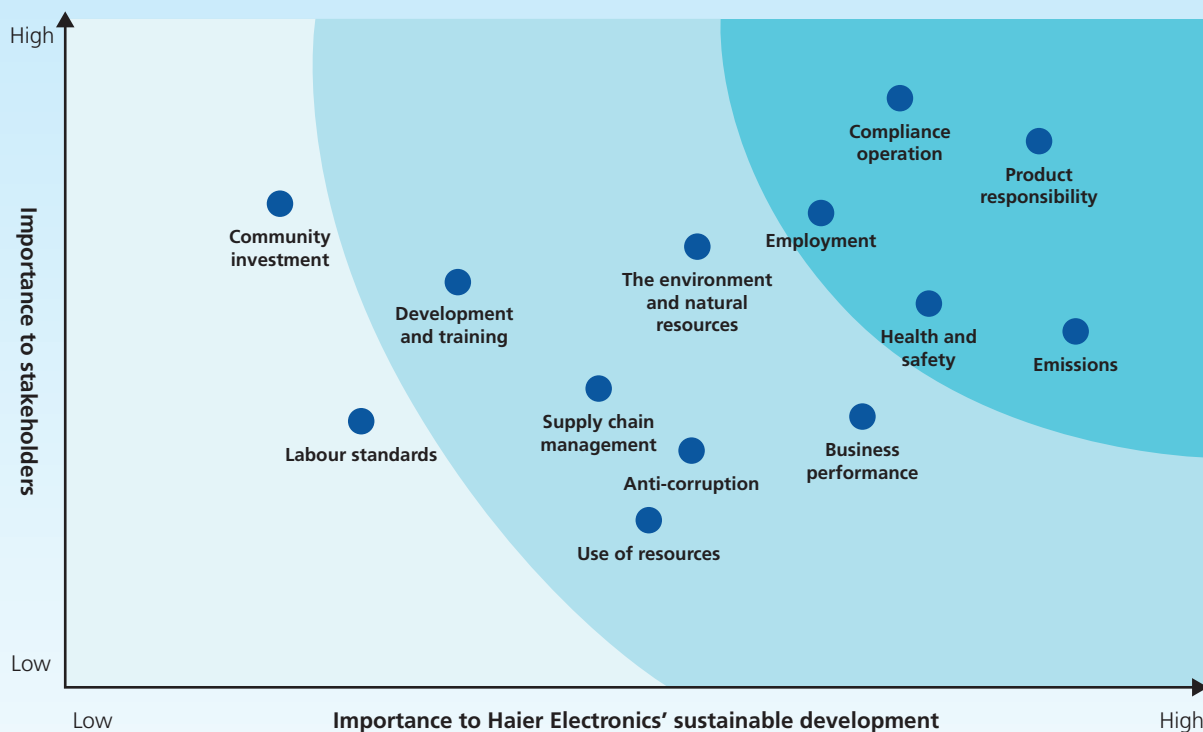 High
Compliance
operation
Product
responsibility
Community
investment
Employment
The environment
and natural
resources
Development
and training
Health and
safety
Emissions
Supply chain
management
Labour standards
Business
performance
Anti-corruption
Use of resources
Importance to stakeholders
Low
Low
Importance to Haier Electronics’ sustainable development
High